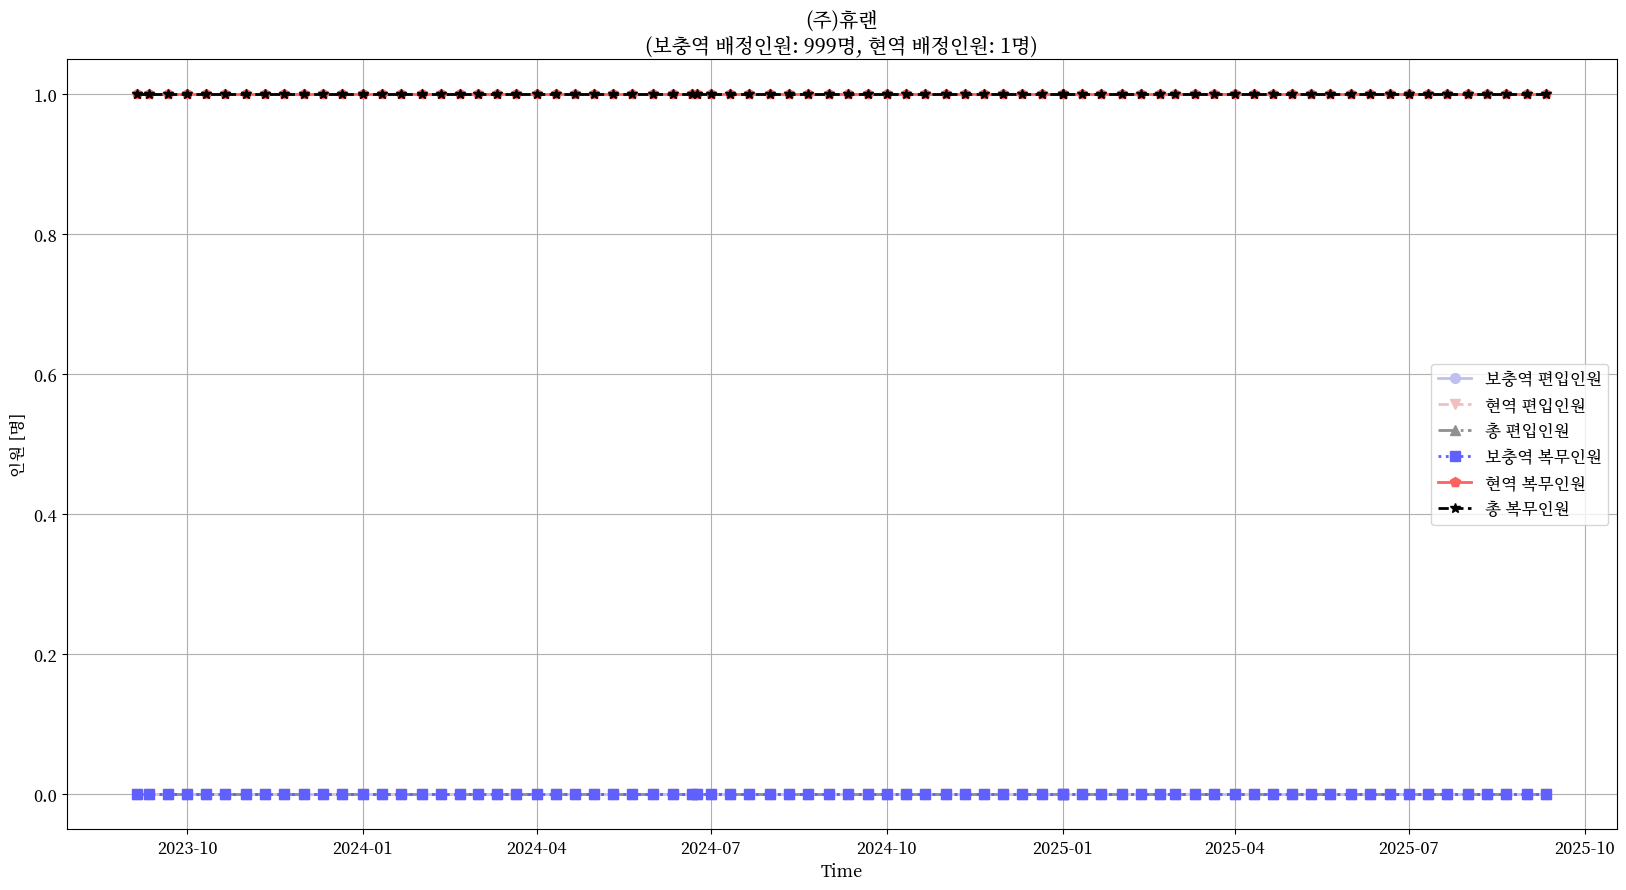 (주)휴랜
(보충역 배정인원: 999명, 현역 배정인원: 1명)
인원 [명]
1.0
0.8
0.6
0.4
0.2
0.0
보충역 편입인원
현역 편입인원
총 편입인원
보충역 복무인원
현역 복무인원
총 복무인원
2023-10
2024-01
2024-04
2024-07
2024-10
2025-01
2025-04
2025-07
2025-10
Time